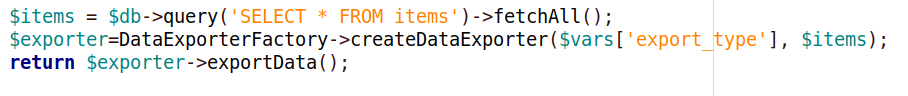 $items = $db->query('SELECT * FROM items')->fetchAll();
$exporter=DataExporterFactory->createDataExporter($vars['export_type'], $items);
return $exporter->exportData();